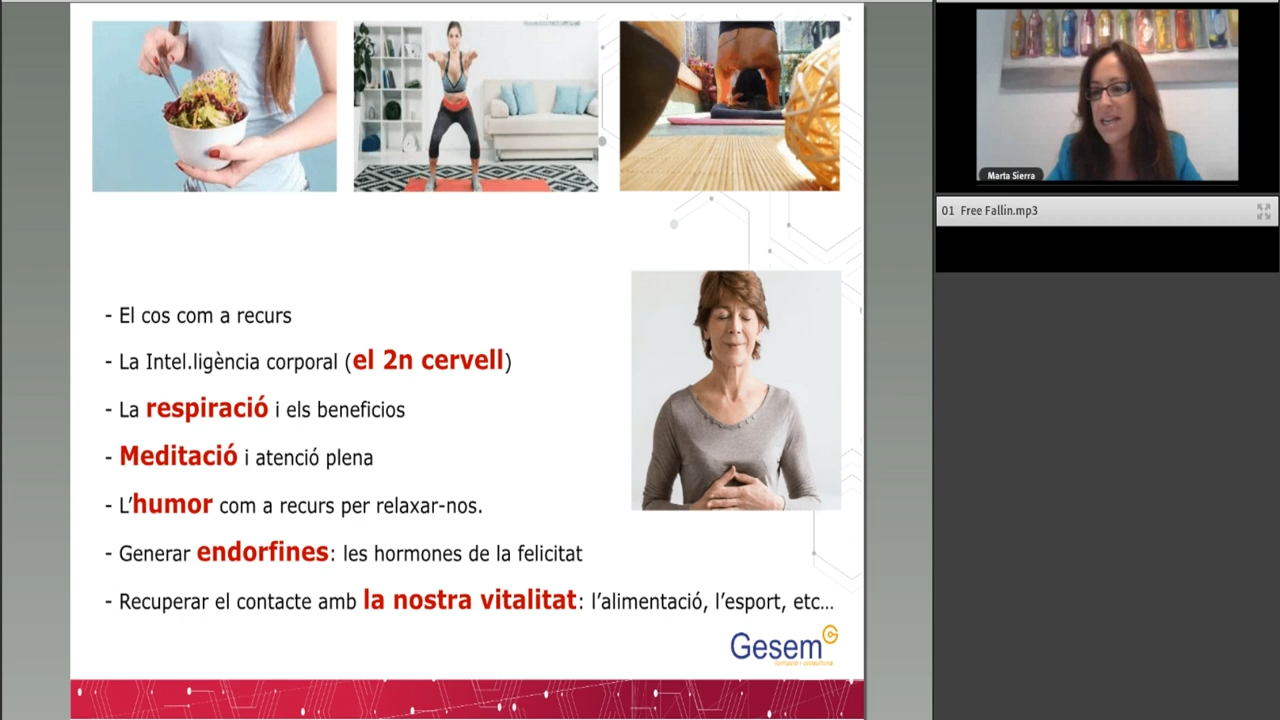 - El cos com a recurs
- La Intel.ligència corporal (el 2n cervell)
- La respiració i els beneficios
- Meditació i atenció plena
- L’humor com a recurs per relaxar-nos.
- Generar endorfines: les hormones de la felicitat
- Recuperar el contacte amb la nostra vitalitat: l’alimentació, l’esport, etc…
Gesem
formació i consultoria
Marta Sierra
01 Free Fallin.mp3